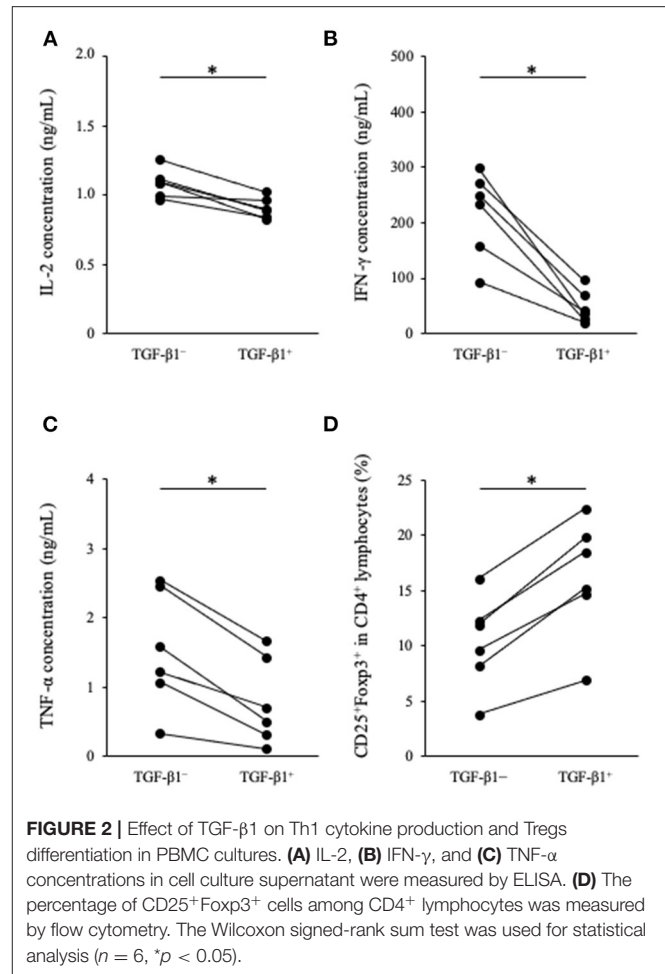 A
B
IL-2 concentration (ng/mL)
2.0
1.5
1.0
0.5
0
*
TGF-β1⁻ TGF-β1⁺
IFN-γ concentration (ng/mL)
500
400
300
200
100
0
*
TGF-β1⁻ TGF-β1⁺
C
D
TNF-α concentration (ng/mL)
4
3
2
1
0
*
TGF-β1⁻ TGF-β1⁺
CD25⁺Foxp3⁺ in CD4⁺ lymphocytes (%)
25
20
15
10
5
0
*
TGF-β1− TGF-β1⁺
FIGURE 2 | Effect of TGF-β1 on Th1 cytokine production and Tregs
differentiation in PBMC cultures. (A) IL-2, (B) IFN-γ, and (C) TNF-α
concentrations in cell culture supernatant were measured by ELISA. (D) The
percentage of CD25⁺Foxp3⁺ cells among CD4⁺ lymphocytes was measured
by flow cytometry. The Wilcoxon signed-rank sum test was used for statistical
analysis (n = 6, *p < 0.05).